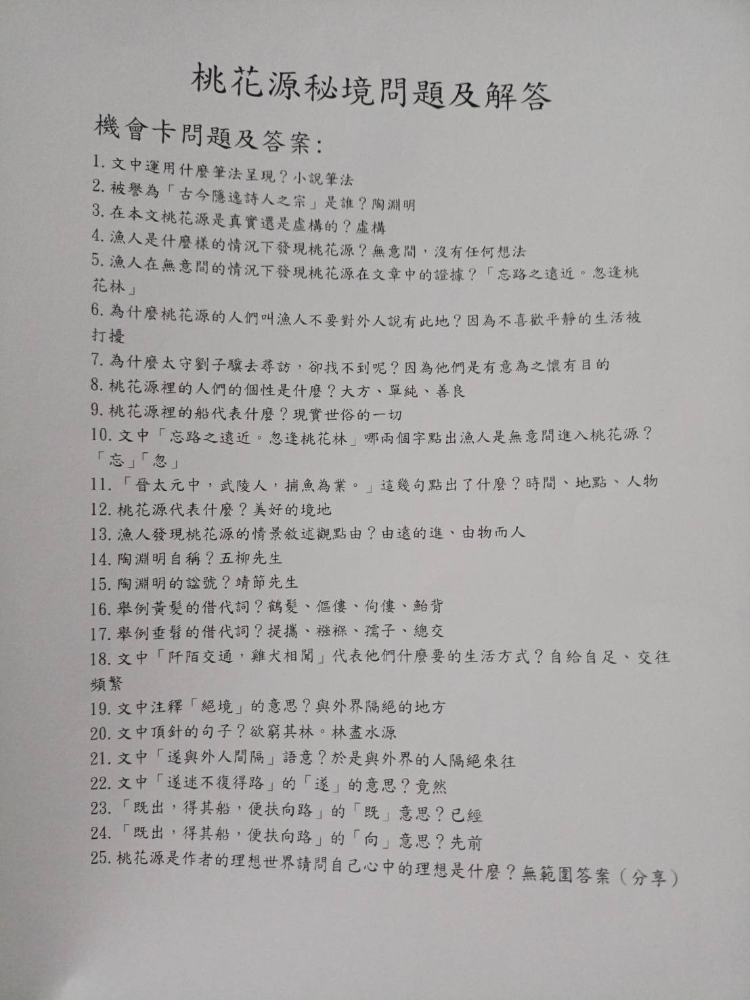 桃花源秘境問題及解答
機會卡問題及答案:
1. 文中運用什麼筆法呈現？小說筆法
2. 被譽為「古今隱逸詩人之宗」是誰？陶淵明
3. 在本文桃花源是真實還是虛構的？虛構
4. 漁人是什麼樣的情況下發現桃花源？無意間，沒有任何想法
5. 漁人在無意間的情況下發現桃花源在文章中的證據？「忘路之遠近。忽逢桃
花林」
6. 為什麼桃花源的人們叫漁人不要對外人說有此地？因為不喜歡平靜的生活被
打擾
7. 為什麼太守劉子驥去尋訪，卻找不到呢？因為他們是有意為之懷有目的
8. 桃花源裡的人們的個性是什麼？大方、單純、善良
9. 桃花源裡的船代表什麼？現實世俗的一切
10. 文中「忘路之遠近。忽逢桃花林」哪兩個字點出漁人是無意間進入桃花源？
「忘」「忽」
11. 「晉太元中，武陵人，捕魚為業。」這幾句點出了什麼？時間、地點、人物
12. 桃花源代表什麼？美好的境地
13. 漁人發現桃花源的情景敘述觀點由？由遠的進、由物而人
14. 陶淵明自稱？五柳先生
15. 陶淵明的諡號？靖節先生
16. 舉例黃髮的借代詞？鶴髮、傴僂、佝僂、鮐背
17. 舉例垂髫的借代詞？提攜、襁褓、孺子、總交
18. 文中「阡陌交通，雞犬相聞」代表他們什麼要的生活方式？自給自足、交往
頻繁
19. 文中注釋「絕境」的意思？與外界隔絕的地方
20. 文中頂針的句子？欲窮其林。林盡水源
21. 文中「遂與外人間隔」語意？於是與外界的人隔絕來往
22. 文中「遂迷不復得路」的「遂」的意思？竟然
23. 「既出，得其船，便扶向路」的「既」意思？已經
24. 「既出，得其船，便扶向路」的「向」意思？先前
25. 桃花源是作者的理想世界請問自己心中的理想是什麼？無範圍答案（分享）